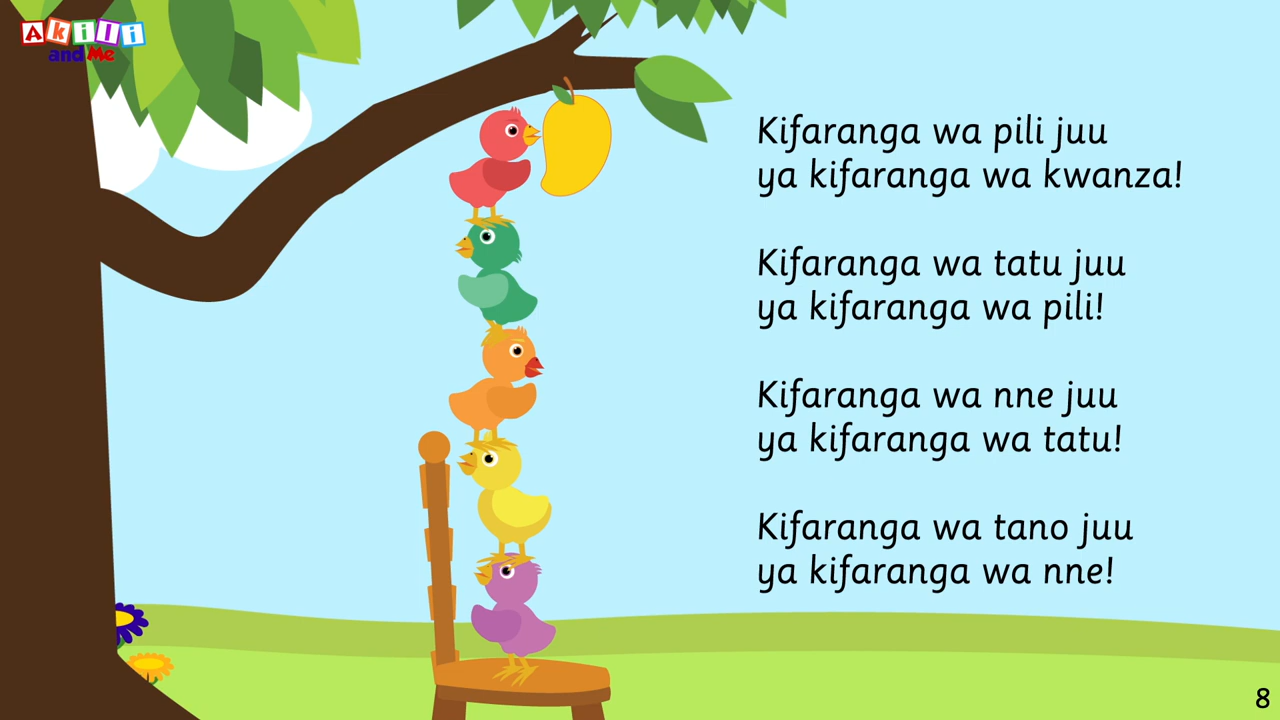 Akili
and Me
Kifaranga wa pili juu
ya kifaranga wa kwanza!
Kifaranga wa tatu juu
ya kifaranga wa pili!
Kifaranga wa nne juu
ya kifaranga wa tatu!
Kifaranga wa tano juu
ya kifaranga wa nne!
8